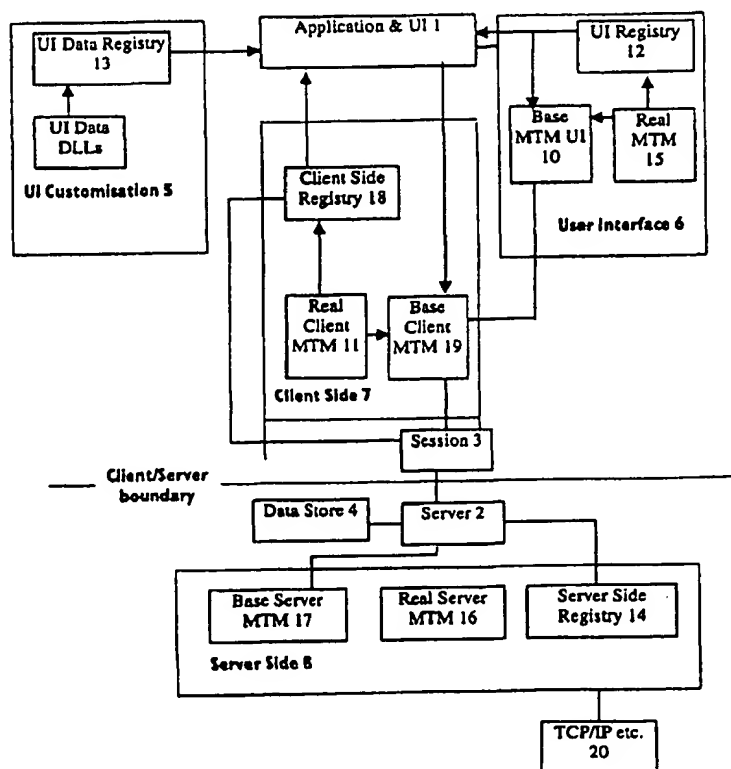 UI Data Registry
13
UI Data
DLLs
UI Customisation 5
Application & UI 1
UI Registry
12
Base
MTM UI
10
Real
MTM
15
User Interface 6
Client Side
Registry 18
Real
Client
MTM 11
Base
Client
MTM 19
Client Side 7
Session 3
Client/Server
boundary
Data Store 4
Server 2
Base Server
MTM 17
Real Server
MTM 16
Server Side
Registry 14
Server Side 8
TCP/IP etc.
20